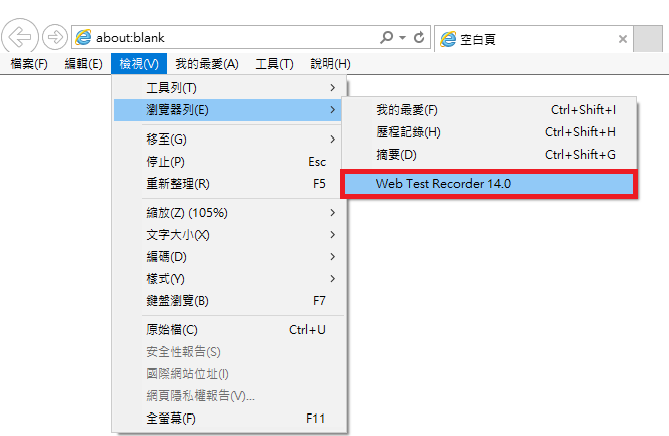 about:blank
空白頁
檔案(F) 編輯(E) 檢視(V) 我的最愛(A) 工具(T) 說明(H)
工具列(T)
瀏覽器列(E)
移至(G)
停止(P) Esc
重新整理(R) F5
縮放(Z) (105%)
文字大小(X)
編碼(D)
樣式(Y)
鍵盤瀏覽(B) F7
原始檔(C) Ctrl+U
安全性報告(S)
國際網站位址(I)
網頁隱私權報告(V)...
全螢幕(F) F11
我的最愛(F) Ctrl+Shift+I
歷程記錄(H) Ctrl+Shift+H
摘要(D) Ctrl+Shift+G
Web Test Recorder 14.0